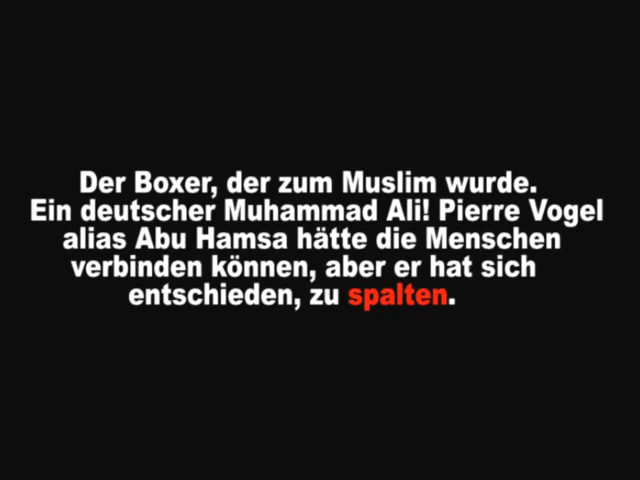 Der Boxer, der zum Muslim wurde.
Ein deutscher Muhammad Ali! Pierre Vogel
alias Abu Hamsa hätte die Menschen
verbinden können, aber er hat sich
entschieden, zu spalten.